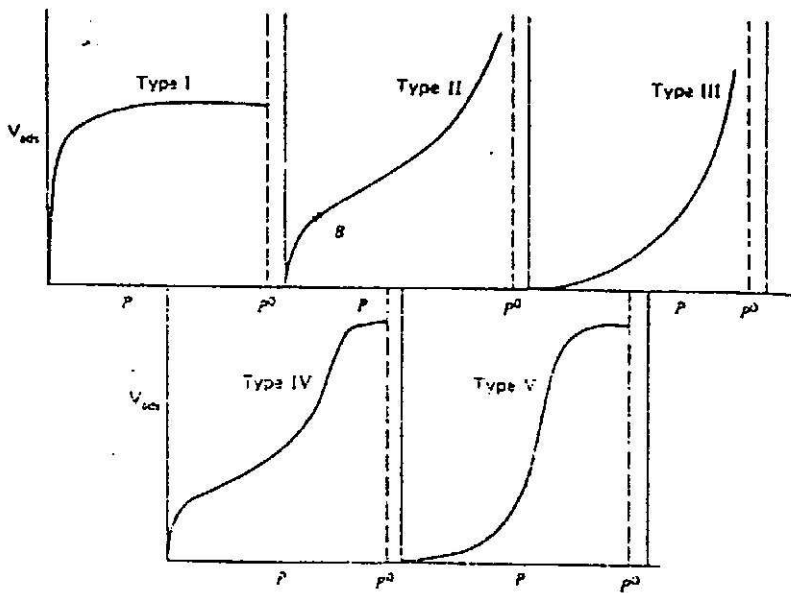 Type I
Type II
Type III
V_ads
B
P P⁰ P P⁰ P P⁰
Type IV
Type V
V_ads
P P⁰ P P⁰